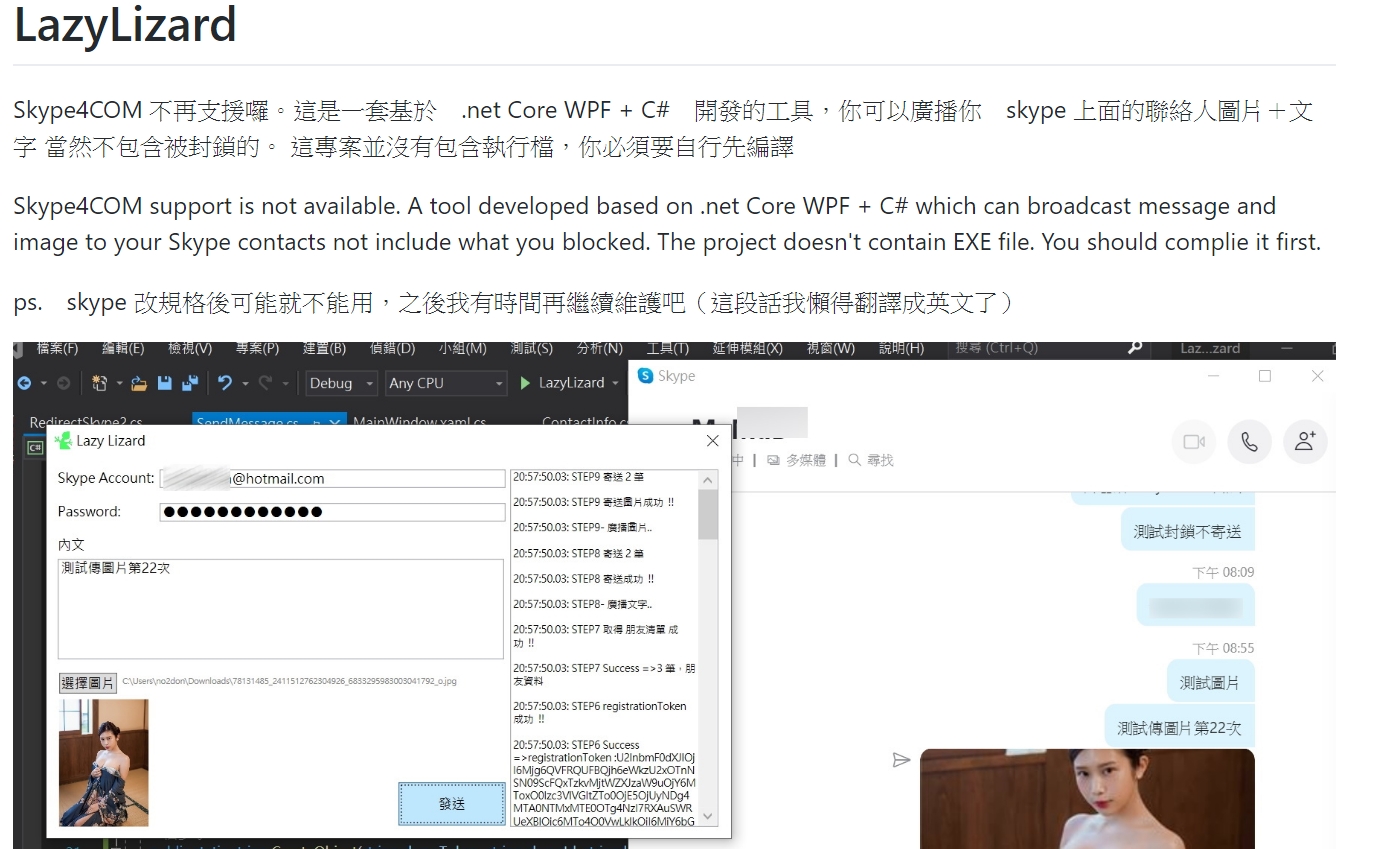 LazyLizard
Skype4COM 不再支援囉。這是一套基於 .net Core WPF + C# 開發的工具，你可以廣播你 skype 上面的聯絡人圖片＋文
字 當然不包含被封鎖的。 這專案並沒有包含執行檔，你必須要自行先編譯
Skype4COM support is not available. A tool developed based on .net Core WPF + C# which can broadcast message and
image to your Skype contacts not include what you blocked. The project doesn't contain EXE file. You should complie it first.
ps. skype 改規格後可能就不能用，之後我有時間再繼續維護吧（這段話我懶得翻譯成英文了）
檔案(F) 編輯(E) 檢視(V) 專案(P) 建置(B) 偵錯(D) 小組(M) 測試(S) 分析(N) 工具(T) 延伸模組(X) 視窗(W) 說明(H) 搜尋 (Ctrl+Q) Laz...zard
Debug Any CPU LazyLizard
RedirectSkype2.cs SendMessage.cs MainWindow.xaml.cs ContactInfo.c
Lazy Lizard
Skype Account: @hotmail.com
Password: ●●●●●●●●●●●●
內文
測試傳圖片第22次
選擇圖片 C:\Users\no2don\Downloads\78131485_2411512762304926_6833295983003041792_o.jpg
發送
20:57:50.03: STEP9 寄送 2 筆
20:57:50.03: STEP9 寄送圖片成功 !!
20:57:50.03: STEP9- 廣播圖片..
20:57:50.03: STEP8 寄送 2 筆
20:57:50.03: STEP8 寄送成功 !!
20:57:50.03: STEP8- 廣播文字..
20:57:50.03: STEP7 取得 朋友清單 成
功 !!
20:57:50.03: STEP7 Success =>3 筆，朋
友資料
20:57:50.03: STEP6 registrationToken
成功 !!
20:57:50.03: STEP6 Success
=>registrationToken
Skype
中 | 多媒體 | 尋找
測試封鎖不寄送
下午 08:09
下午 08:55
測試圖片
測試傳圖片第22次